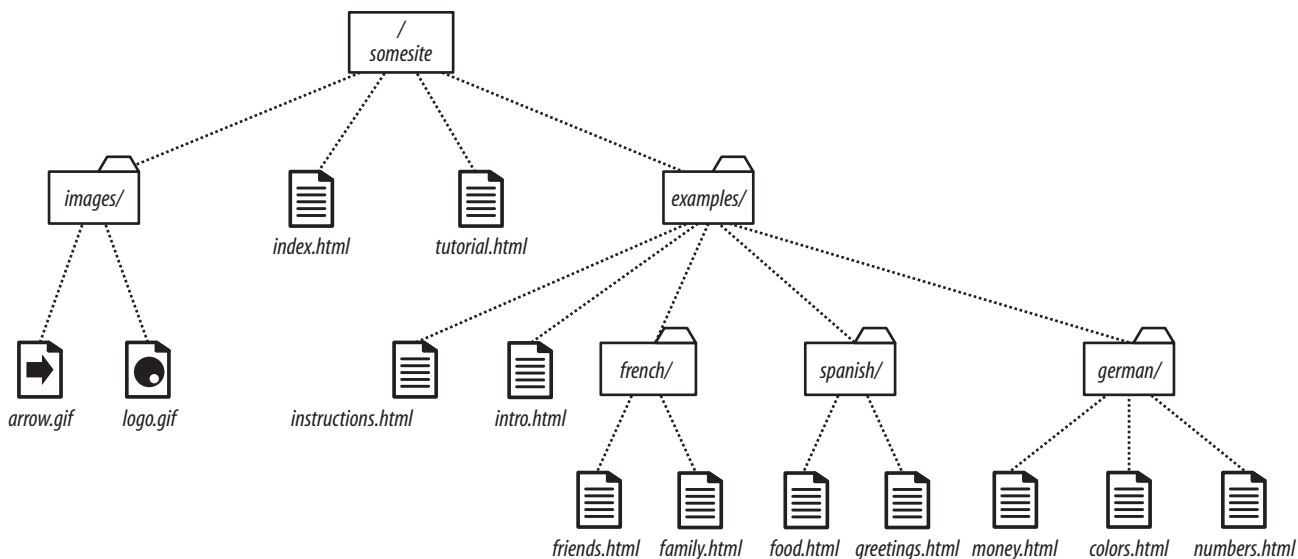 /
somesite
images/
examples/
index.html
tutorial.html
french/
spanish/
german/
arrow.gif
logo.gif
instructions.html
intro.html
friends.html
family.html
food.html
greetings.html
money.html
colors.html
numbers.html